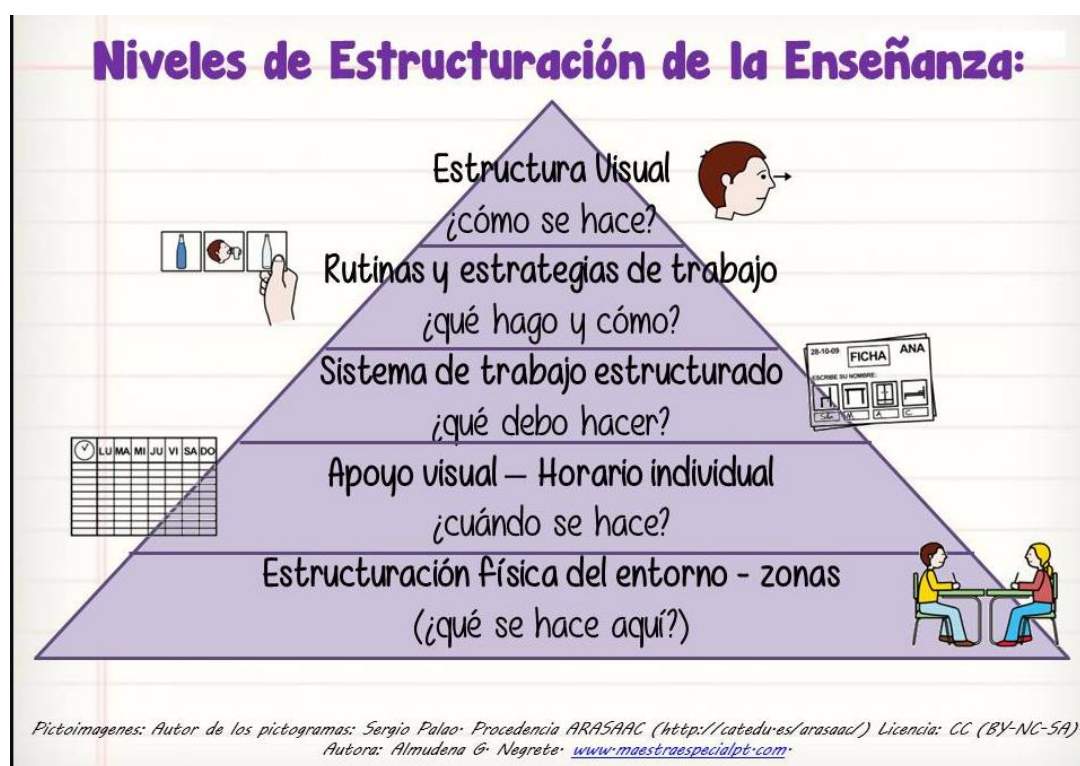 Niveles de Estructuración de la Enseñanza:
Estructura Visual
¿cómo se hace?
Rutinas y estrategias de trabajo
¿qué hago y cómo?
Sistema de trabajo estructurado
¿qué debo hacer?
28-10-09 FICHA ANA
ESCRIBE SU NOMBRE:
LU MA MI JU VI SA DO
Apoyo visual – Horario individual
¿cuándo se hace?
Estructuración física del entorno - zonas
(¿qué se hace aquí?)
Pictoimagenes: Autor de los pictogramas: Sergio Palao. Procedencia ARASAAC (http://catedu.es/arasaac/) Licencia: CC (BY-NC-SA)
Autora: Almudena G. Negrete. www.maestraespecialpt.com.